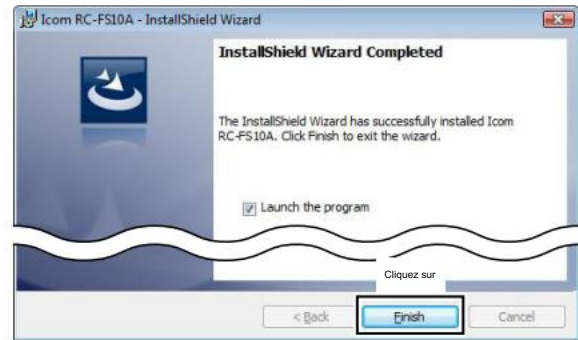 Icom RC-FS10A - InstallShield Wizard
InstallShield Wizard Completed
The InstallShield Wizard has successfully installed Icom
RC-FS10A. Click Finish to exit the wizard.
Launch the program
Cliquez sur
< Back
Finish
Cancel